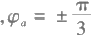 ,φₐ = ± π/3